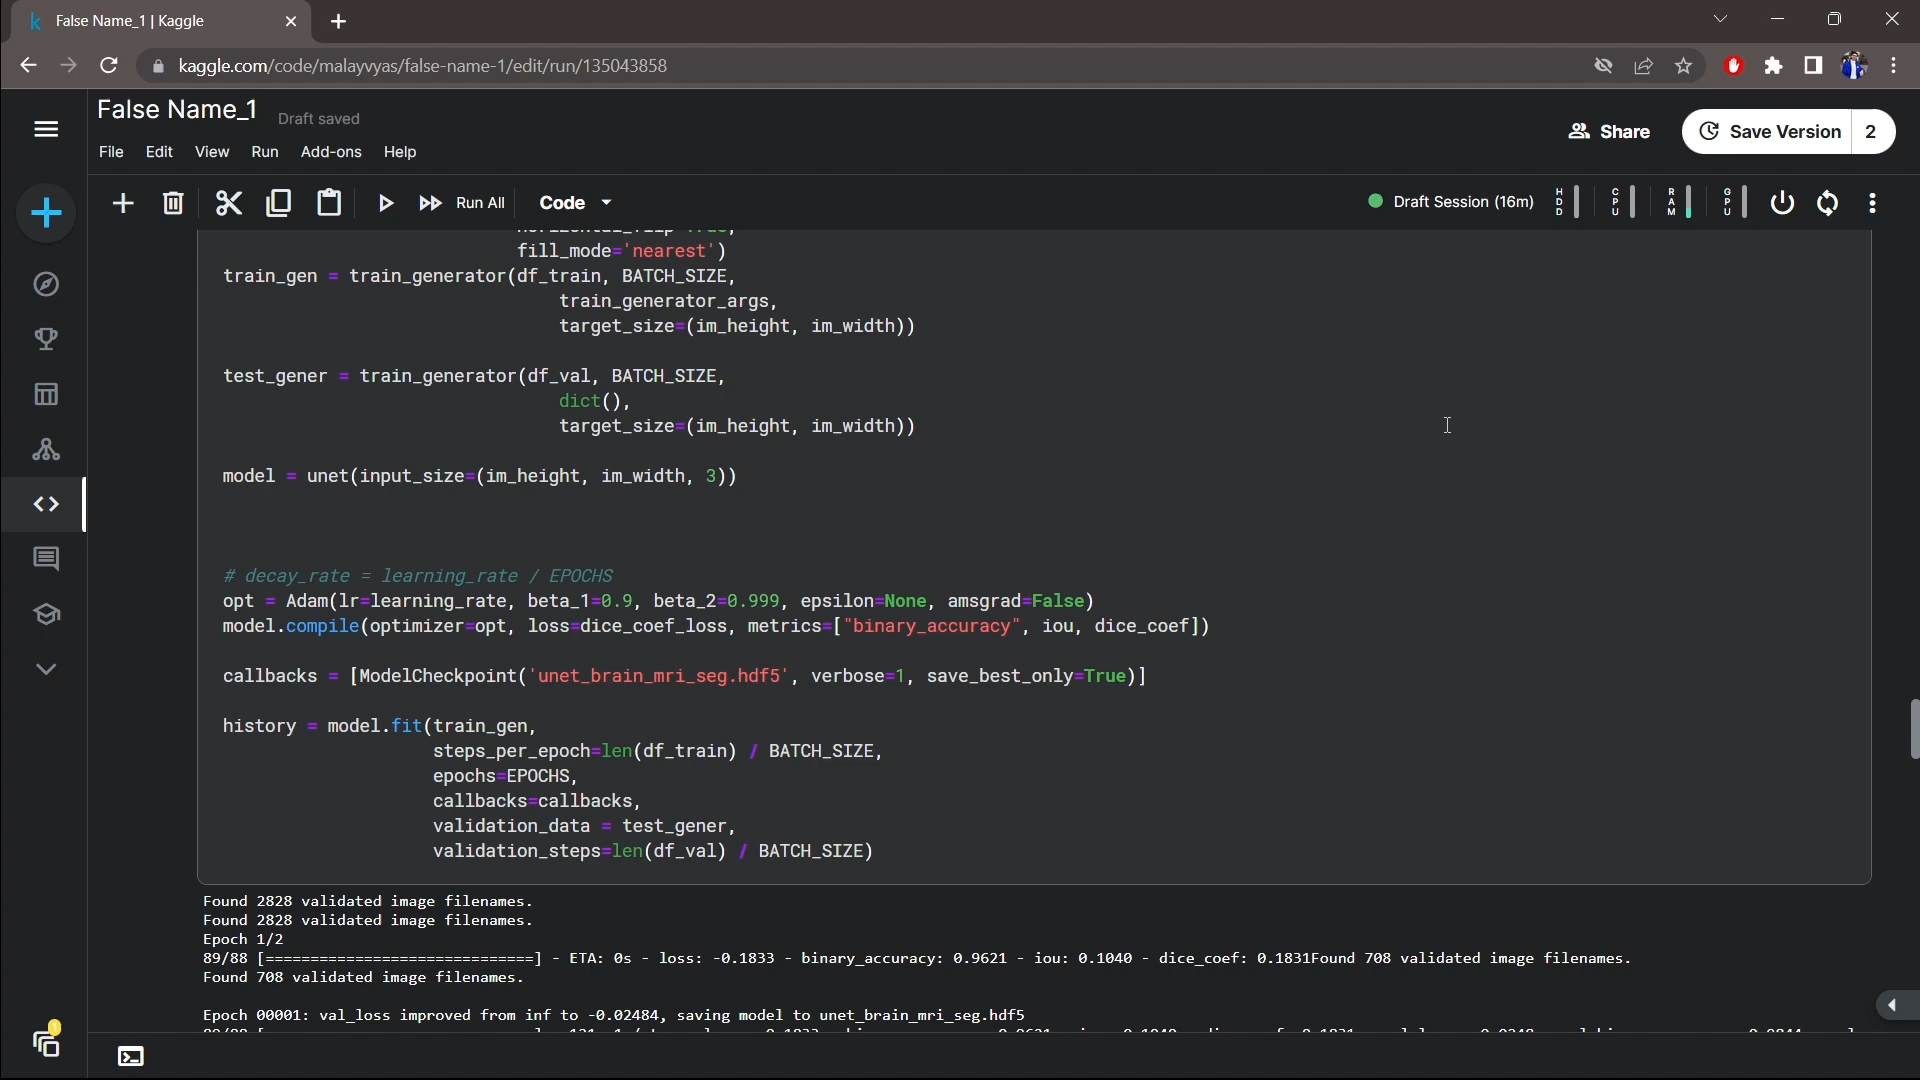 False Name_1 | Kaggle
kaggle.com/code/malayvyas/false-name-1/edit/run/135043858
False Name_1 Draft saved
Share
Save Version 2
File Edit View Run Add-ons Help
Run All Code
Draft Session (16m) HDD CPU RAM GPU
fill_mode='nearest')
train_gen = train_generator(df_train, BATCH_SIZE,
train_generator_args,
target_size=(im_height, im_width))
test_gener = train_generator(df_val, BATCH_SIZE,
dict(),
target_size=(im_height, im_width))
model = unet(input_size=(im_height, im_width, 3))
# decay_rate = learning_rate / EPOCHS
opt = Adam(lr=learning_rate, beta_1=0.9, beta_2=0.999, epsilon=None, amsgrad=False)
model.compile(optimizer=opt, loss=dice_coef_loss, metrics=["binary_accuracy", iou, dice_coef])
callbacks = [ModelCheckpoint('unet_brain_mri_seg.hdf5', verbose=1, save_best_only=True)]
history = model.fit(train_gen,
steps_per_epoch=len(df_train) / BATCH_SIZE,
epochs=EPOCHS,
callbacks=callbacks,
validation_data = test_gener,
validation_steps=len(df_val) / BATCH_SIZE)
Found 2828 validated image filenames.
Found 2828 validated image filenames.
Epoch 1/2
89/88 [==============================] - ETA: 0s - loss: -0.1833 - binary_accuracy: 0.9621 - iou: 0.1040 - dice_coef: 0.1831Found 708 validated image filenames.
Found 708 validated image filenames.
Epoch 00001: val_loss improved from inf to -0.02484, saving model to unet_brain_mri_seg.hdf5
1